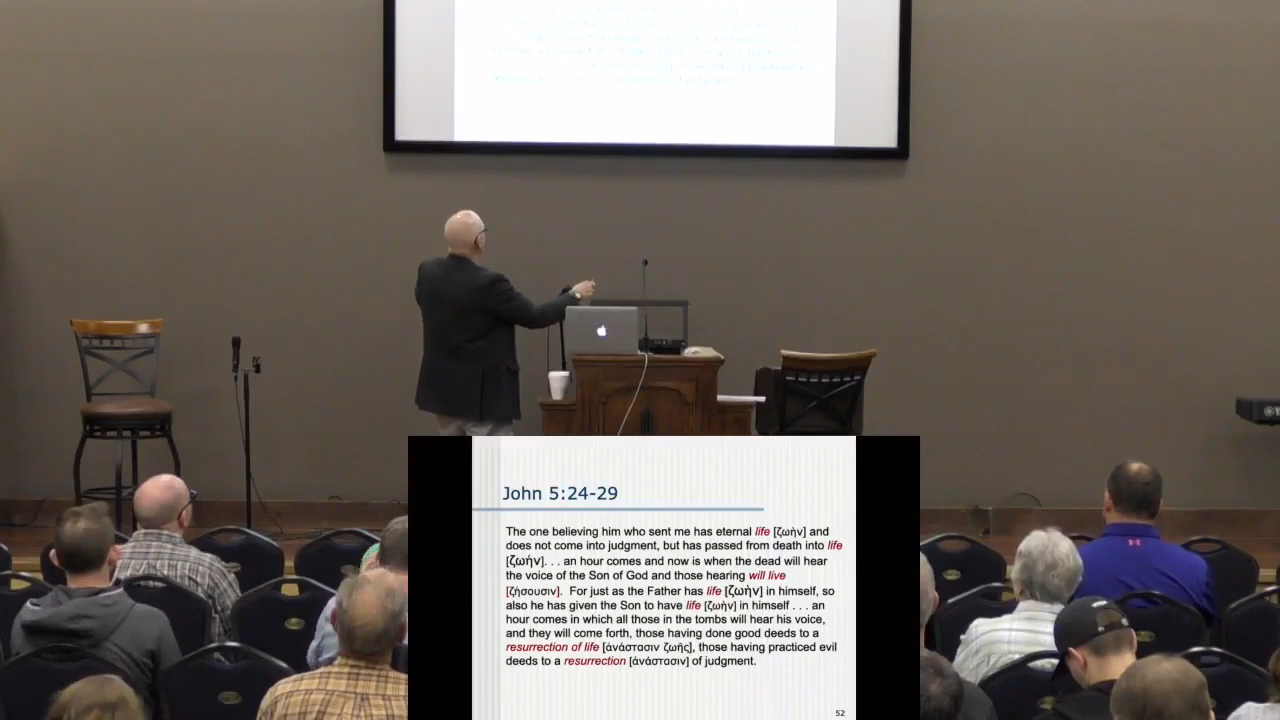 John 5:24-29
The one believing him who sent me has eternal life [ζωὴν] and
does not come into judgment, but has passed from death into life
[ζωήν]. . . an hour comes and now is when the dead will hear
the voice of the Son of God and those hearing will live
[ζήσουσιν].  For just as the Father has life [ζωὴν] in himself, so
also he has given the Son to have life [ζωὴν] in himself . . . an
hour comes in which all those in the tombs will hear his voice,
and they will come forth, those having done good deeds to a
resurrection of life [ἀνάστασιν ζωῆς], those having practiced evil
deeds to a resurrection [ἀνάστασιν] of judgment.
52